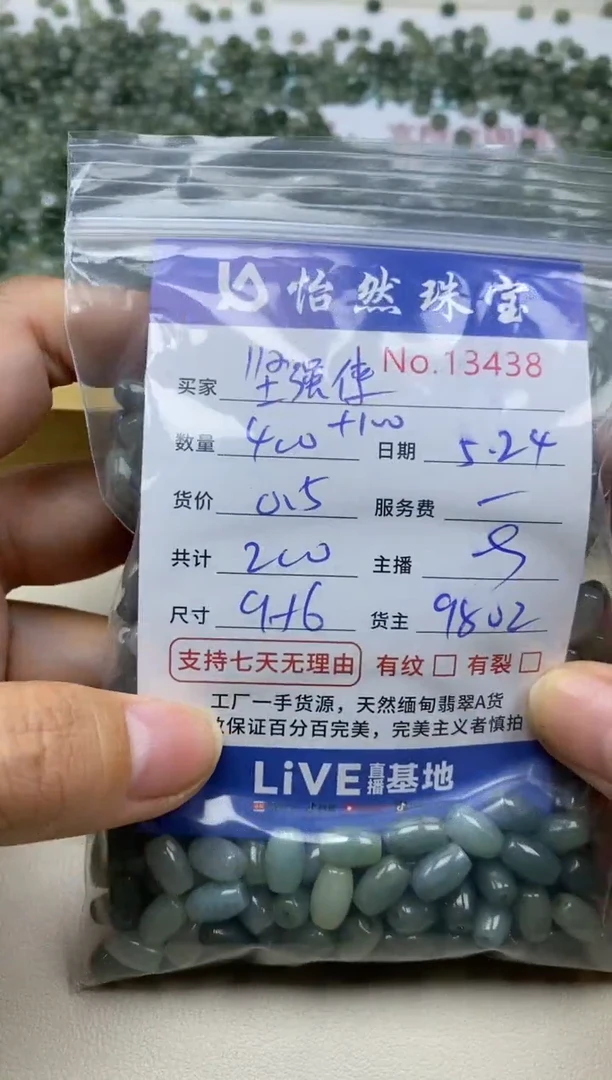 怡然珠宝
No.13438
买家 坚强侠
数量 400 +100 日期 5.24
货价 0.5 服务费 一
共计 200 主播
尺寸 9+6 货主 9802
支持七天无理由 有纹 □ 有裂 □
工厂一手货源，天然缅甸翡翠A货
保证百分百完美，完美主义者慎拍
LiVE直播基地